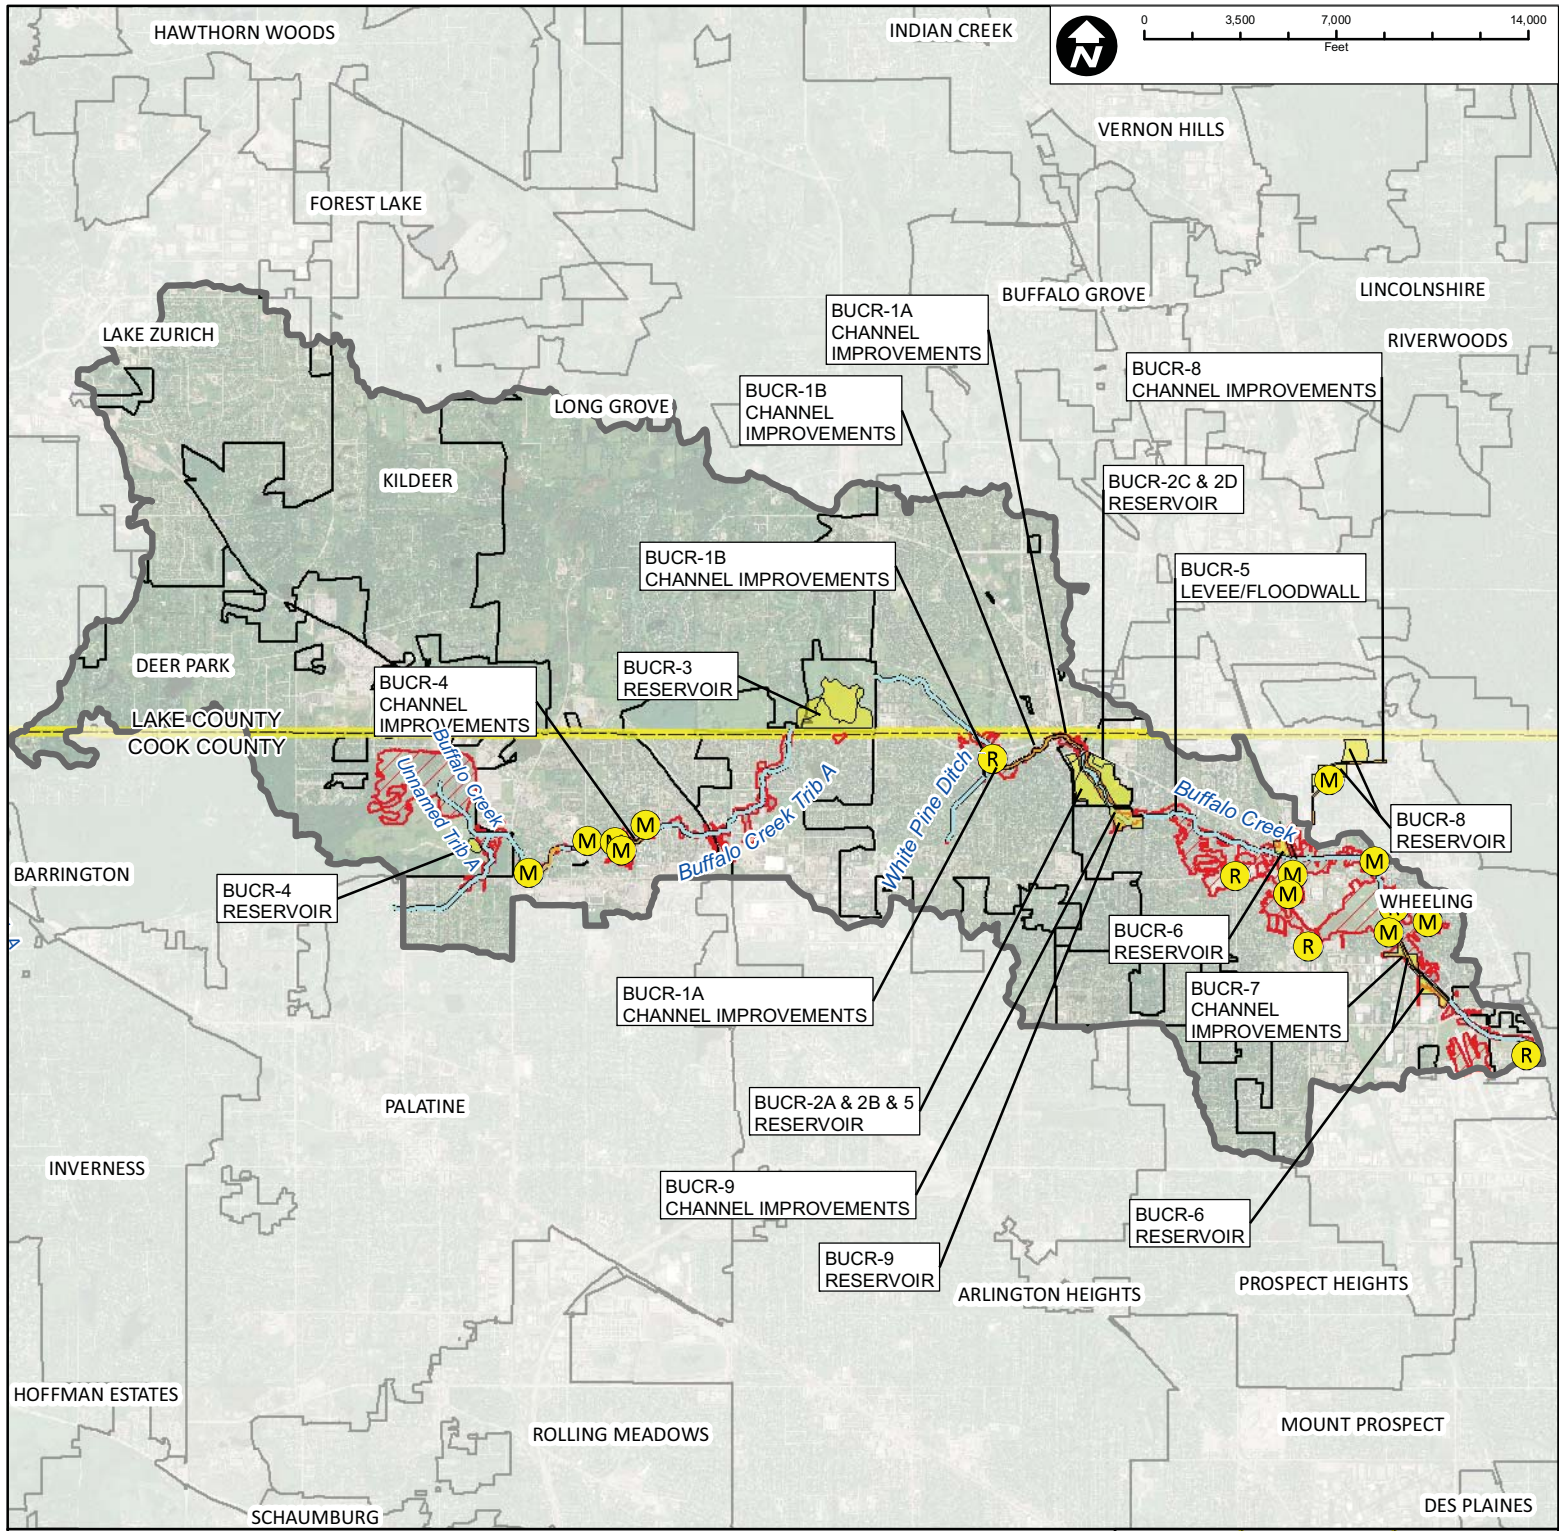 HAWTHORN WOODS
INDIAN CREEK
N
0 3,500 7,000 14,000
Feet
VERNON HILLS
FOREST LAKE
BUFFALO GROVE
LINCOLNSHIRE
RIVERWOODS
LAKE ZURICH
BUCR-1A
CHANNEL
IMPROVEMENTS
BUCR-8
CHANNEL IMPROVEMENTS
BUCR-1B
CHANNEL
IMPROVEMENTS
LONG GROVE
KILDEER
BUCR-2C & 2D
RESERVOIR
BUCR-1B
CHANNEL IMPROVEMENTS
BUCR-5
LEVEE/FLOODWALL
DEER PARK
BUCR-3
RESERVOIR
BUCR-4
CHANNEL
IMPROVEMENTS
LAKE COUNTY
COOK COUNTY
Buffalo Creek
Unnamed Trib A
Buffalo Creek Trib A
White Pine Ditch
Buffalo Creek
R
M
M
M
M
M
M
BUCR-8
RESERVOIR
BARRINGTON
BUCR-4
RESERVOIR
M
R
M
M
WHEELING
M
M
M
R
A
BUCR-6
RESERVOIR
BUCR-7
CHANNEL
IMPROVEMENTS
BUCR-1A
CHANNEL IMPROVEMENTS
R
PALATINE
BUCR-2A & 2B & 5
RESERVOIR
INVERNESS
BUCR-9
CHANNEL IMPROVEMENTS
BUCR-6
RESERVOIR
BUCR-9
RESERVOIR
ARLINGTON HEIGHTS
PROSPECT HEIGHTS
HOFFMAN ESTATES
ROLLING MEADOWS
MOUNT PROSPECT
SCHAUMBURG
DES PLAINES